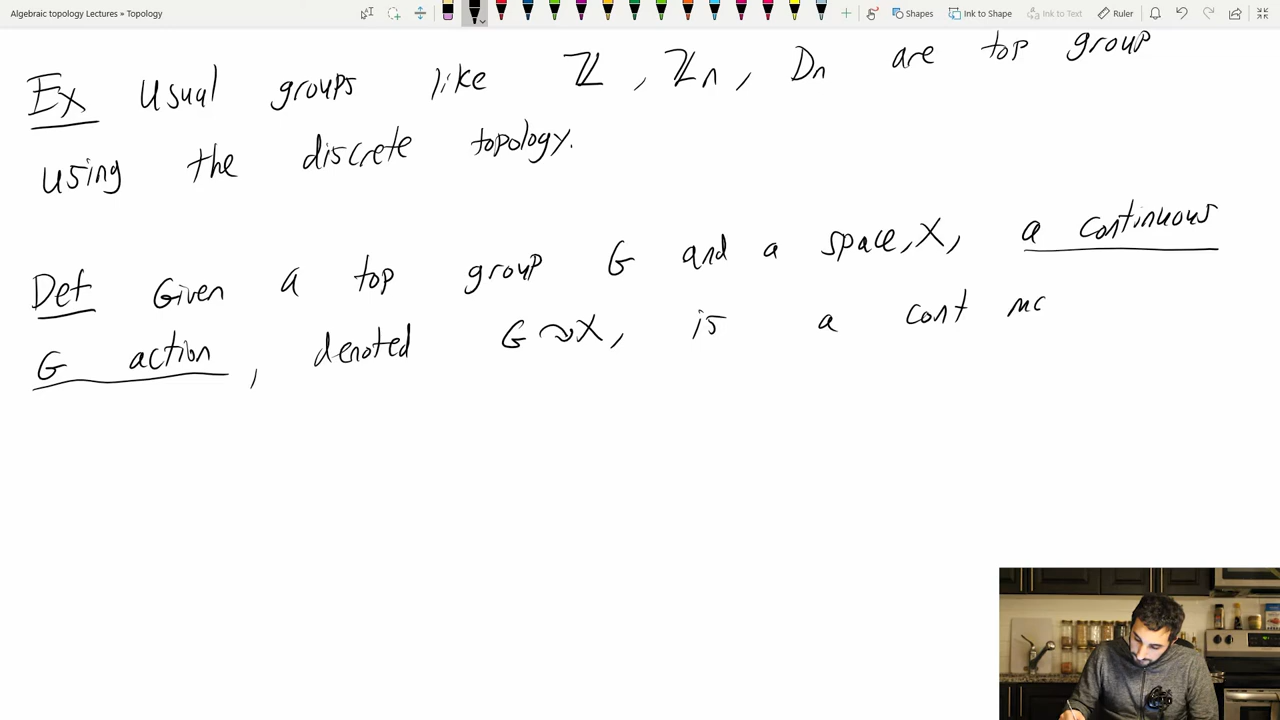 Algebraic topology Lectures » Topology
Shapes
Ink to Shape
Ink to Text
Ruler
Ex Usual groups like ℤ, ℤn, Dn are top group
using the discrete topology.
Def Given a top group G and a space, X, a continuous
G action, denoted G ↷ X, is a cont mc